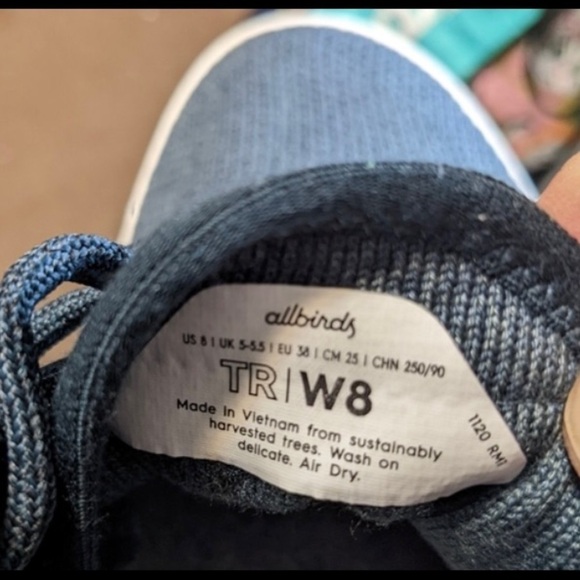 allbirds
US 8 | UK 5-5.5 | EU 38 | CM 25 | CHN 250/90
TR | W8
Made in Vietnam from sustainably
harvested trees. Wash on
delicate. Air Dry.
1120 RM7